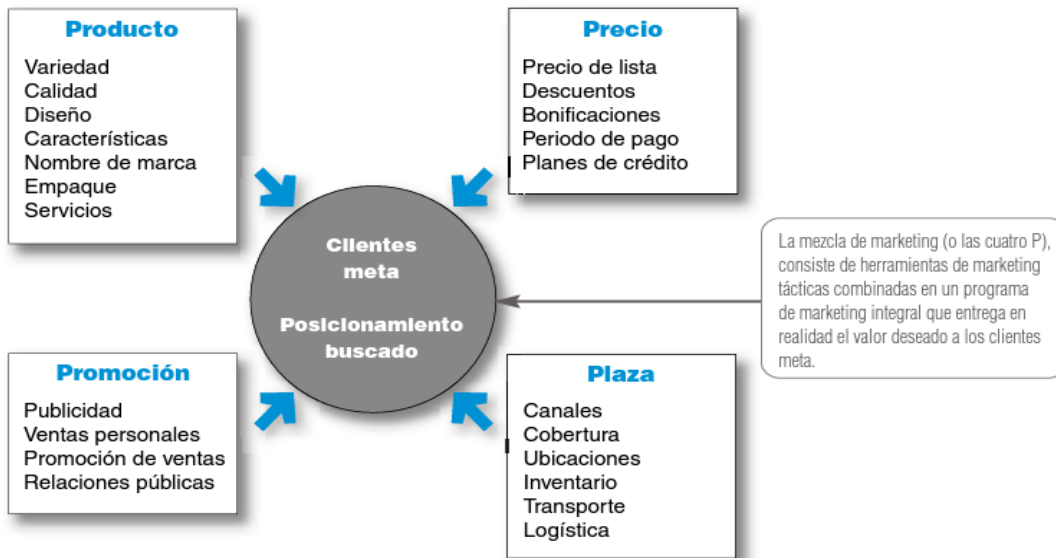 Producto
Variedad
Calidad
Diseño
Características
Nombre de marca
Empaque
Servicios
Precio
Precio de lista
Descuentos
Bonificaciones
Periodo de pago
Planes de crédito
Clientes
meta
Posicionamiento
buscado
La mezcla de marketing (o las cuatro P),
consiste de herramientas de marketing
tácticas combinadas en un programa
de marketing integral que entrega en
realidad el valor deseado a los clientes
meta.
Promoción
Publicidad
Ventas personales
Promoción de ventas
Relaciones públicas
Plaza
Canales
Cobertura
Ubicaciones
Inventario
Transporte
Logística